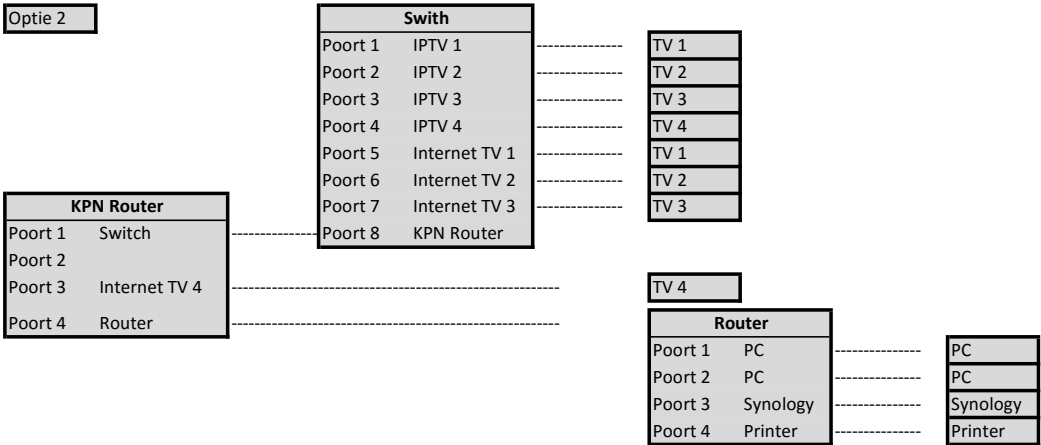 Optie 2
Swith
Poort 1 IPTV 1 TV 1
Poort 2 IPTV 2 TV 2
Poort 3 IPTV 3 TV 3
Poort 4 IPTV 4 TV 4
Poort 5 Internet TV 1 TV 1
Poort 6 Internet TV 2 TV 2
Poort 7 Internet TV 3 TV 3
Poort 8 KPN Router
KPN Router
Poort 1 Switch
Poort 2
Poort 3 Internet TV 4
Poort 4 Router
TV 4
Router
Poort 1 PC PC
Poort 2 PC PC
Poort 3 Synology Synology
Poort 4 Printer Printer